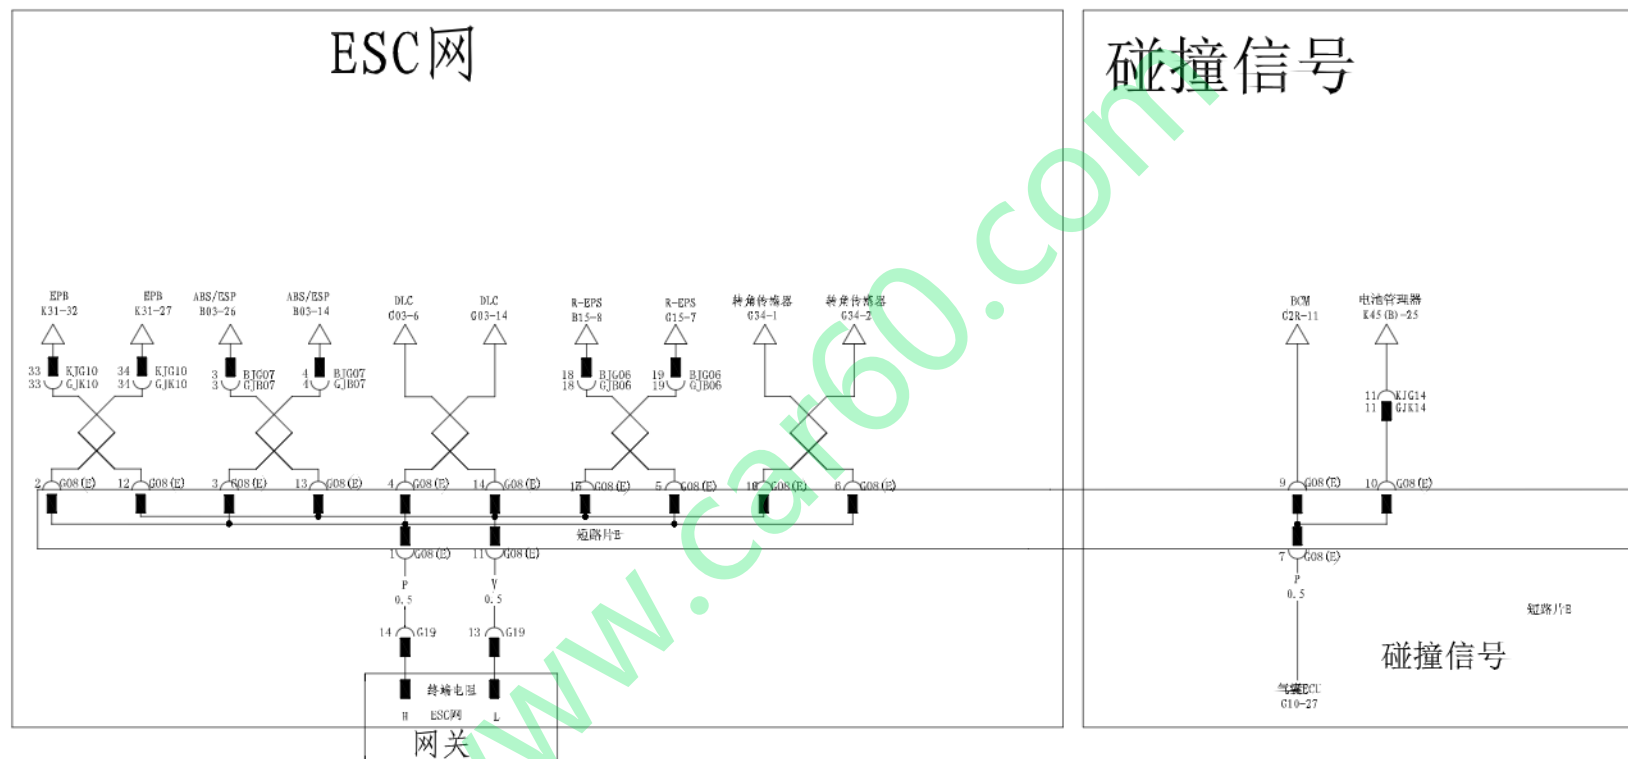 ESC网
碰撞信号
EPB
K31-32
EPB
K31-27
ABS/ESP
B03-26
ABS/ESP
B03-14
DLC
G03-6
DLC
G03-14
R-EPS
B15-8
R-EPS
G15-7
转角传感器
G34-1
转角传感器
G34-2
BCM
G2R-11
电池管理器
K45(B)-25
33 KJG10
33 GJK10
34 KJG10
31 GJK10
3 BJG07
3 GJB07
4 BJG07
4 GJB07
18 BJG06
18 GJB06
19 BJG06
19 GJB06
11 KJG14
11 GJK14
2 G08(E)
12 G08(E)
3 G08(E)
13 G08(E)
4 G08(E)
14 G08(E)
G08(E)
5 G08(E)
G08(E)
6 G08(E)
9 G08(E)
10 G08(E)
短路片E
1 G08(E)
11 G08(E)
7 G08(E)
P
0.5
V
0.5
P
0.5
短路片E
14 G19
13 G19
碰撞信号
终端电阻
H
ESC网
L
网关
气囊ECU
G10-27
www.car60.com